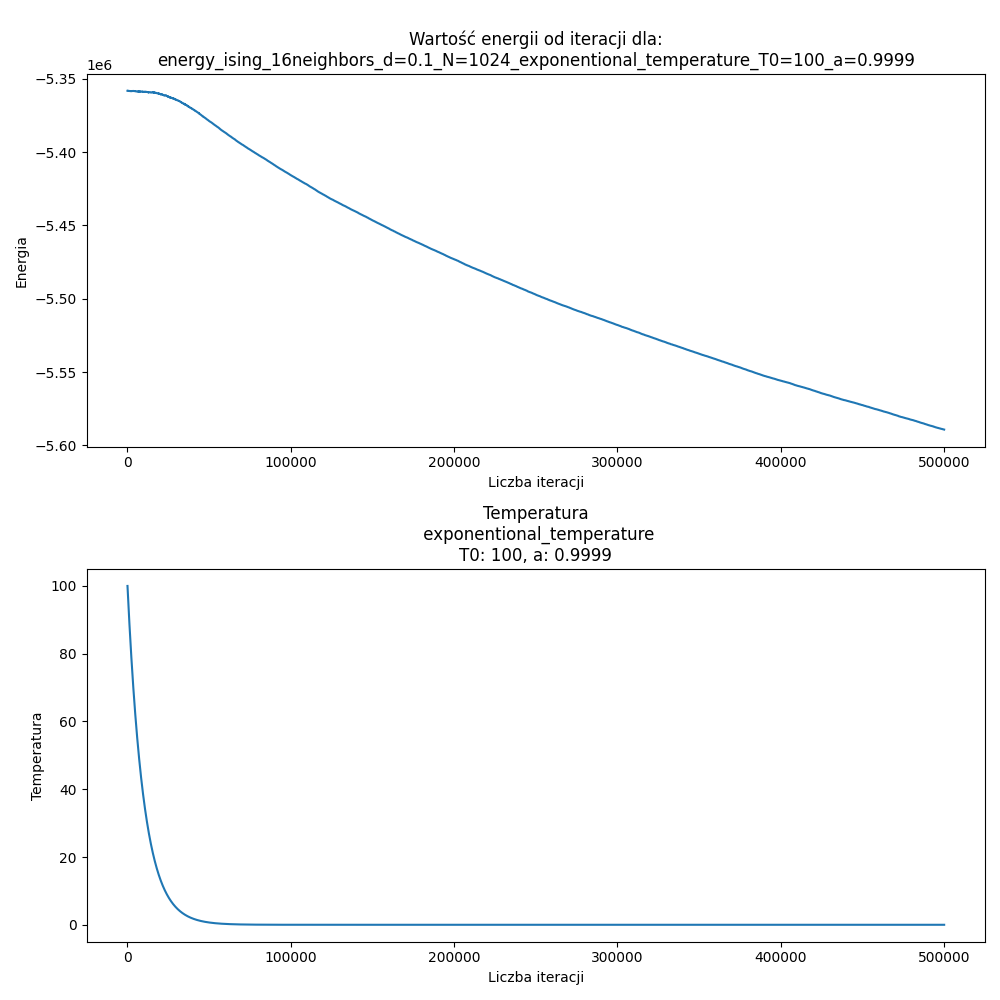 Wartość energii od iteracji dla:
energy_ising_16neighbors_d=0.1_N=1024_exponentional_temperature_T0=100_a=0.9999
1e6
−5.35
−5.40
−5.45
−5.50
−5.55
−5.60
Energia
0 100000 200000 300000 400000 500000
Liczba iteracji
Temperatura
exponentional_temperature
T0: 100, a: 0.9999
100
80
60
40
20
0
Temperatura
0 100000 200000 300000 400000 500000
Liczba iteracji